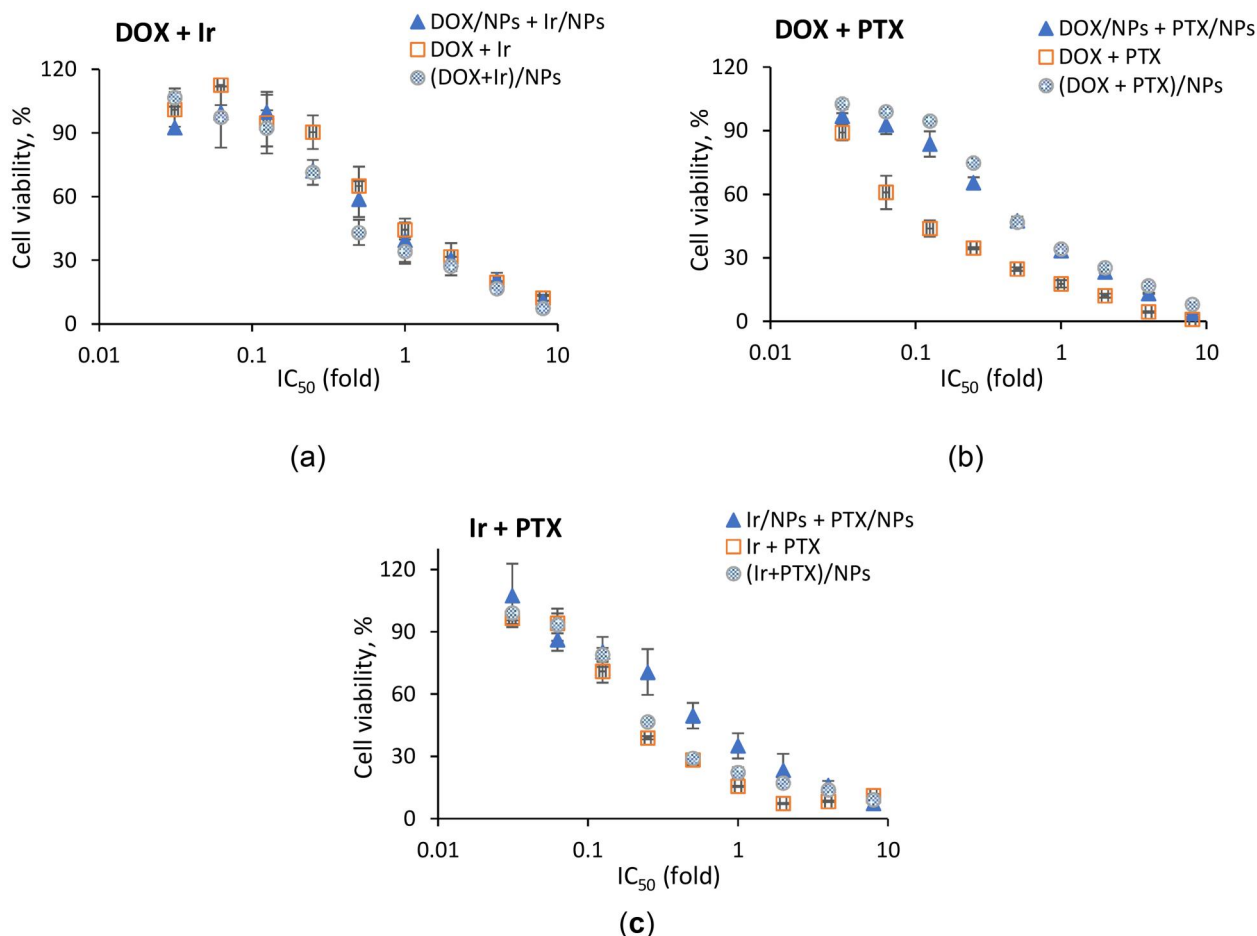 DOX + Ir
DOX/NPs + Ir/NPs
DOX + Ir
(DOX+Ir)/NPs
Cell viability, %
120
90
60
30
0
0.01 0.1 1 10
IC50 (fold)
(a)
DOX + PTX
DOX/NPs + PTX/NPs
DOX + PTX
(DOX + PTX)/NPs
Cell viability, %
120
90
60
30
0
0.01 0.1 1 10
IC50 (fold)
(b)
Ir + PTX
Ir/NPs + PTX/NPs
Ir + PTX
(Ir+PTX)/NPs
Cell viability, %
120
90
60
30
0
0.01 0.1 1 10
IC50 (fold)
(c)